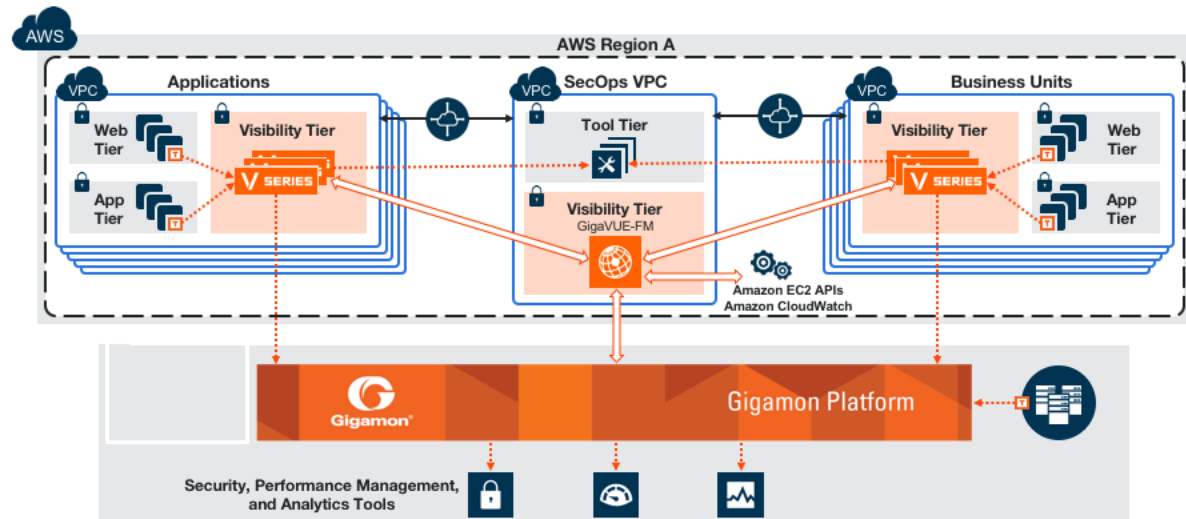 AWS
AWS Region A
VPC
Applications
VPC
SecOps VPC
VPC
Business Units
Web
Tier
T
App
Tier
T
Visibility Tier
V SERIES
Tool Tier
Visibility Tier
GigaVUE-FM
Visibility Tier
V SERIES
Web
Tier
T
App
Tier
T
Amazon EC2 APIs
Amazon CloudWatch
Gigamon®
Gigamon Platform
T
Security, Performance Management,
and Analytics Tools